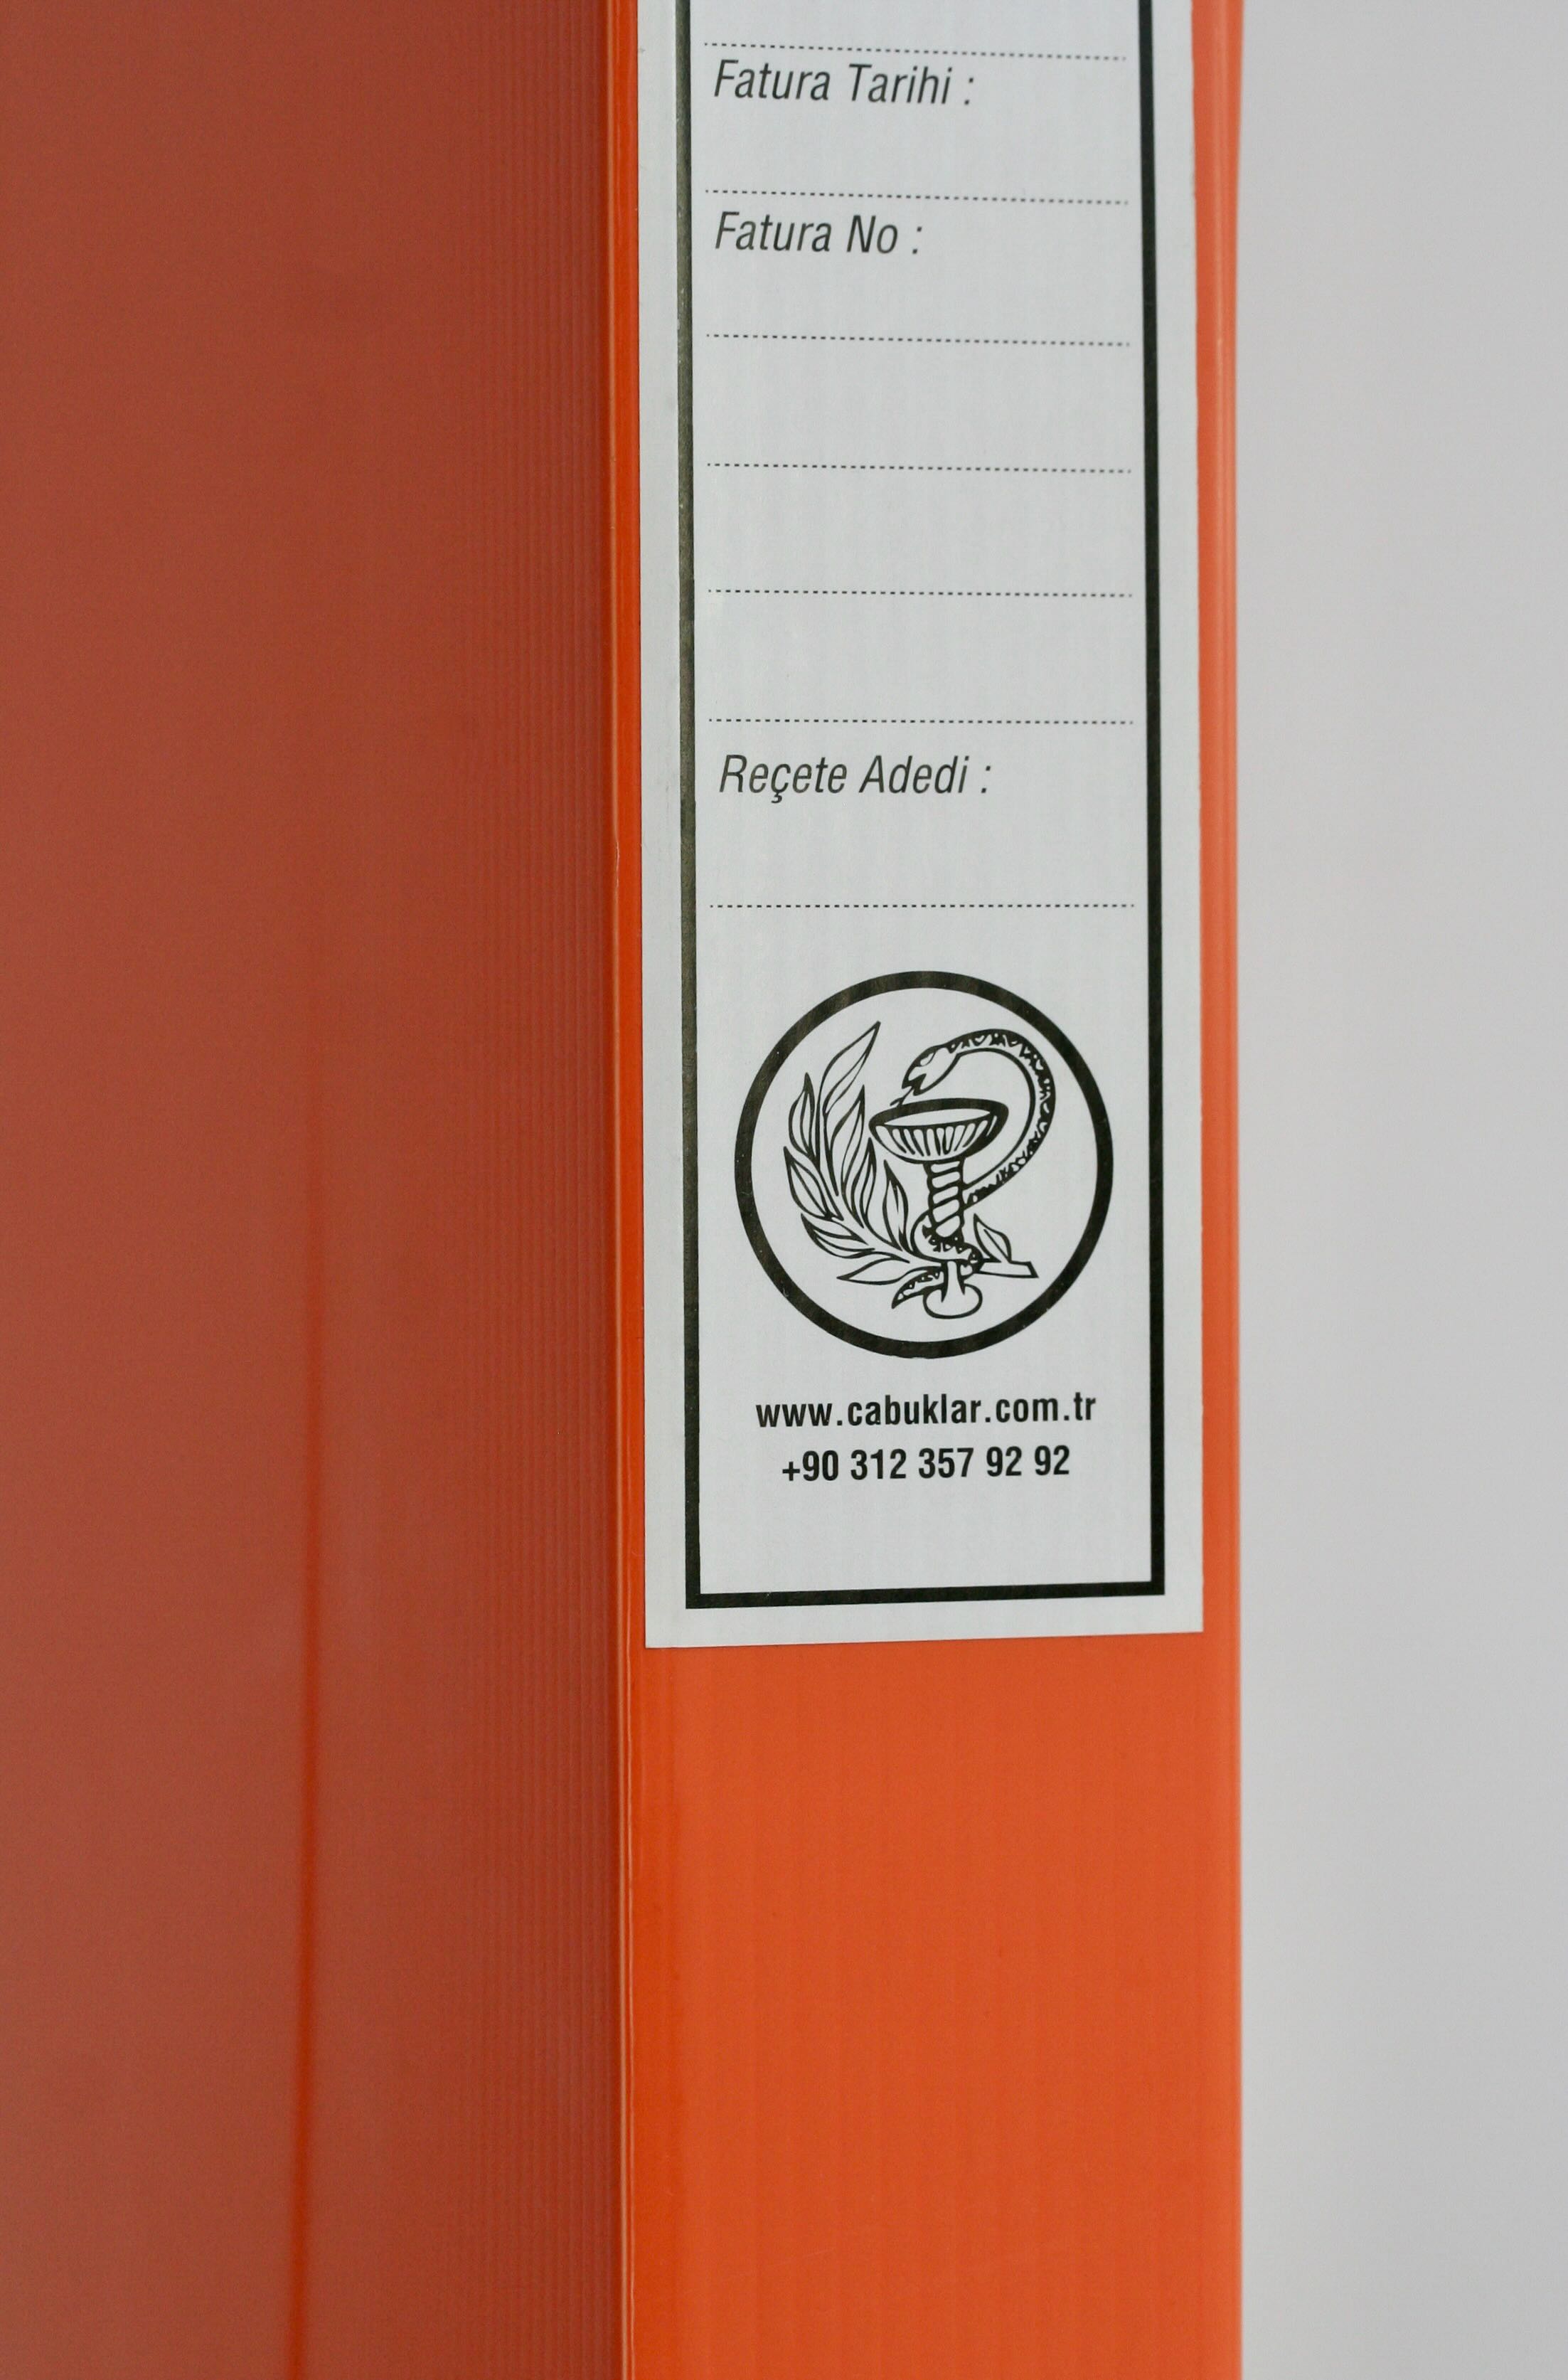 Fatura Tarihi :
Fatura No :
Reçete Adedi :
www.cabuklar.com.tr
+90 312 357 92 92